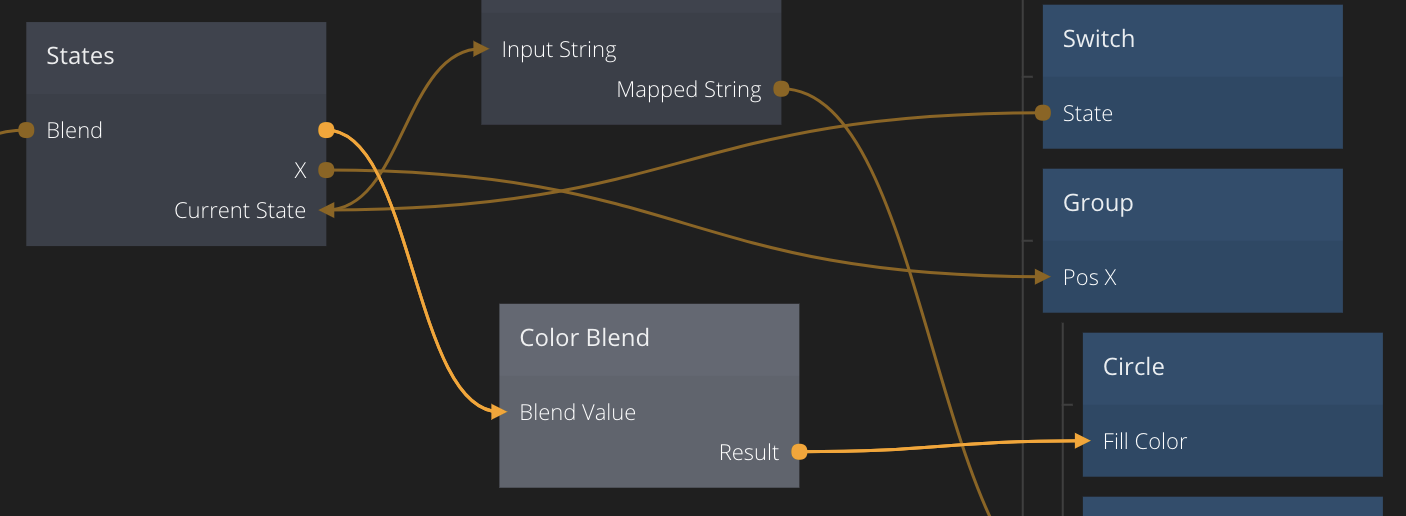 States
Blend
X
Current State
Input String
Mapped String
Color Blend
Blend Value
Result
Switch
State
Group
Pos X
Circle
Fill Color